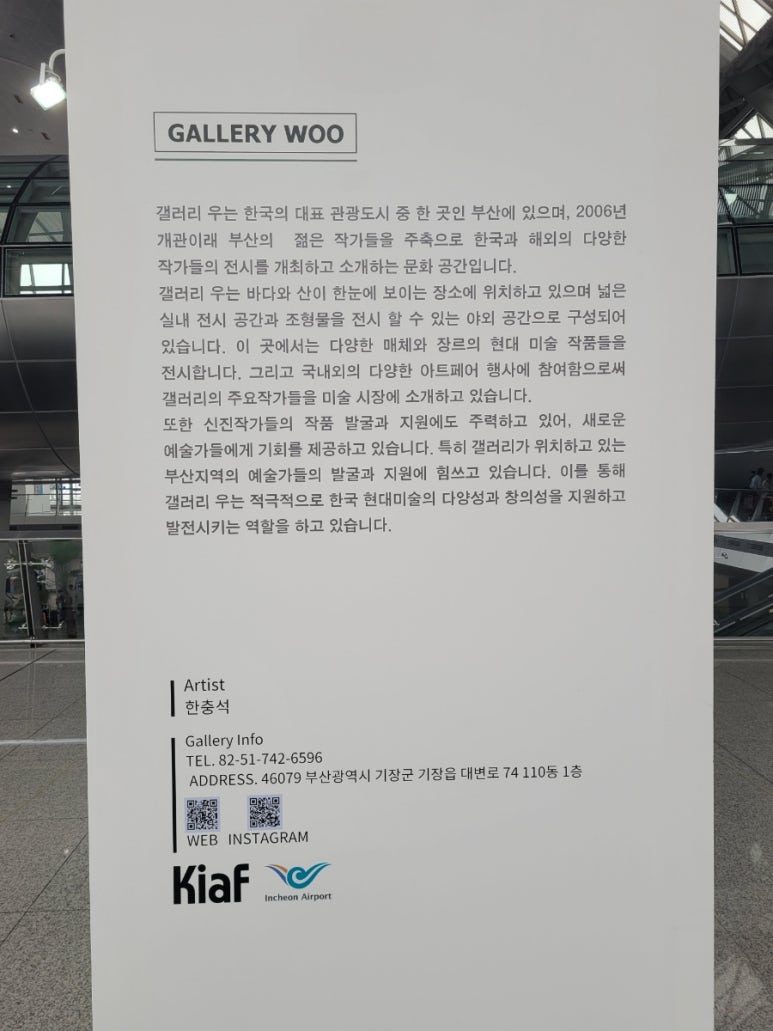 GALLERY WOO
갤러리 우는 한국의 대표 관광도시 중 한 곳인 부산에 있으며, 2006년
개관이래 부산의 젊은 작가들을 주축으로 한국과 해외의 다양한
작가들의 전시를 개최하고 소개하는 문화 공간입니다.
갤러리 우는 바다와 산이 한눈에 보이는 장소에 위치하고 있으며 넓은
실내 전시 공간과 조형물을 전시 할 수 있는 야외 공간으로 구성되어
있습니다. 이 곳에서는 다양한 매체와 장르의 현대 미술 작품들을
전시합니다. 그리고 국내외의 다양한 아트페어 행사에 참여함으로써
갤러리의 주요작가들을 미술 시장에 소개하고 있습니다.
또한 신진작가들의 작품 발굴과 지원에도 주력하고 있어, 새로운
예술가들에게 기회를 제공하고 있습니다. 특히 갤러리가 위치하고 있는
부산지역의 예술가들의 발굴과 지원에 힘쓰고 있습니다. 이를 통해
갤러리 우는 적극적으로 한국 현대미술의 다양성과 창의성을 지원하고
발전시키는 역할을 하고 있습니다.
Artist
한충석
Gallery Info
TEL. 82-51-742-6596
ADDRESS. 46079 부산광역시 기장군 기장읍 대변로 74 110동 1층
WEB INSTAGRAM
Kiaf Incheon Airport